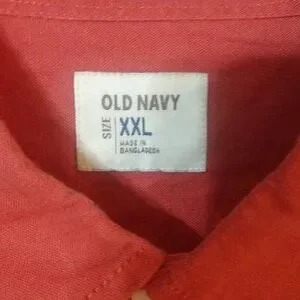 OLD NAVY
SIZE
XXL
MADE IN
BANGLADESH